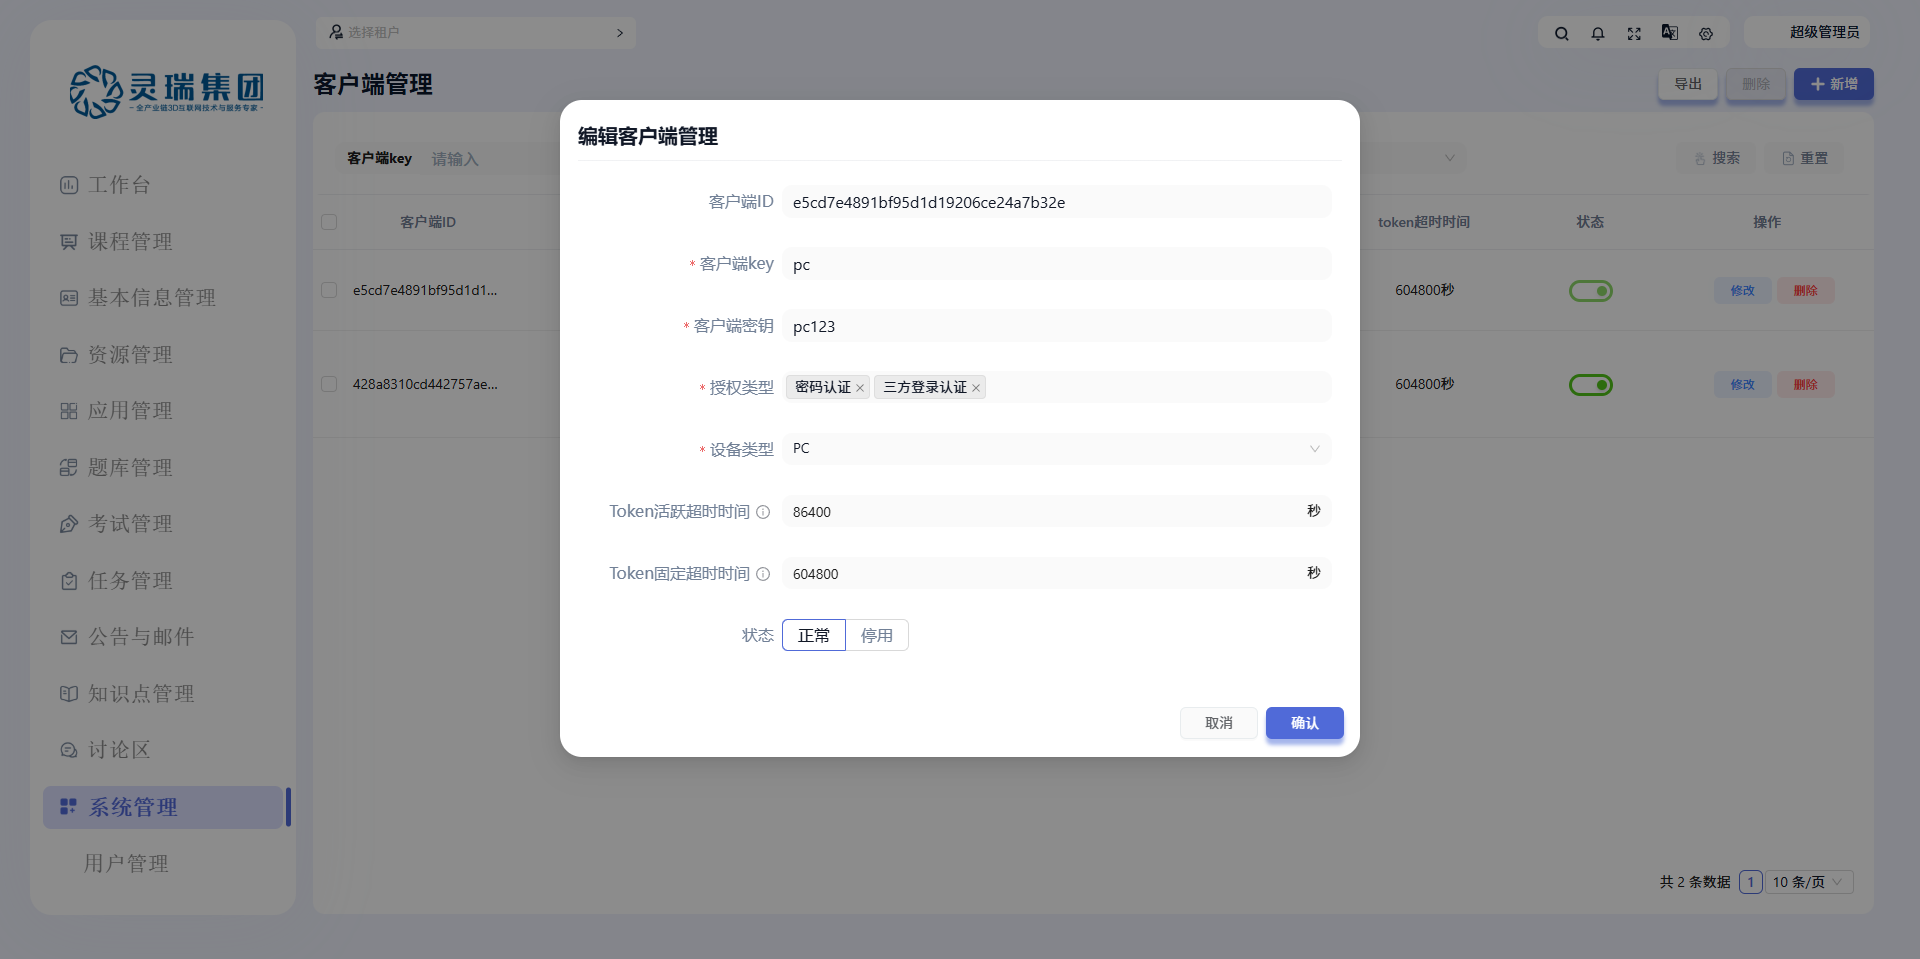 灵瑞集团
- 全产业链3D互联网技术与服务专家 -
选择租户
超级管理员
客户端管理
导出
删除
新增
工作台
课程管理
基本信息管理
资源管理
应用管理
题库管理
考试管理
任务管理
公告与邮件
知识点管理
讨论区
系统管理
用户管理
客户端key 请输入
搜索
重置
客户端ID token超时时间 状态 操作
e5cd7e4891bf95d1d1... 604800秒 修改 删除
428a8310cd442757ae... 604800秒 修改 删除
共 2 条数据 1 10 条/页
编辑客户端管理
客户端ID e5cd7e4891bf95d1d19206ce24a7b32e
* 客户端key pc
* 客户端密钥 pc123
* 授权类型 密码认证 × 三方登录认证 ×
* 设备类型 PC
Token活跃超时时间 86400 秒
Token固定超时时间 604800 秒
状态 正常 停用
取消 确认